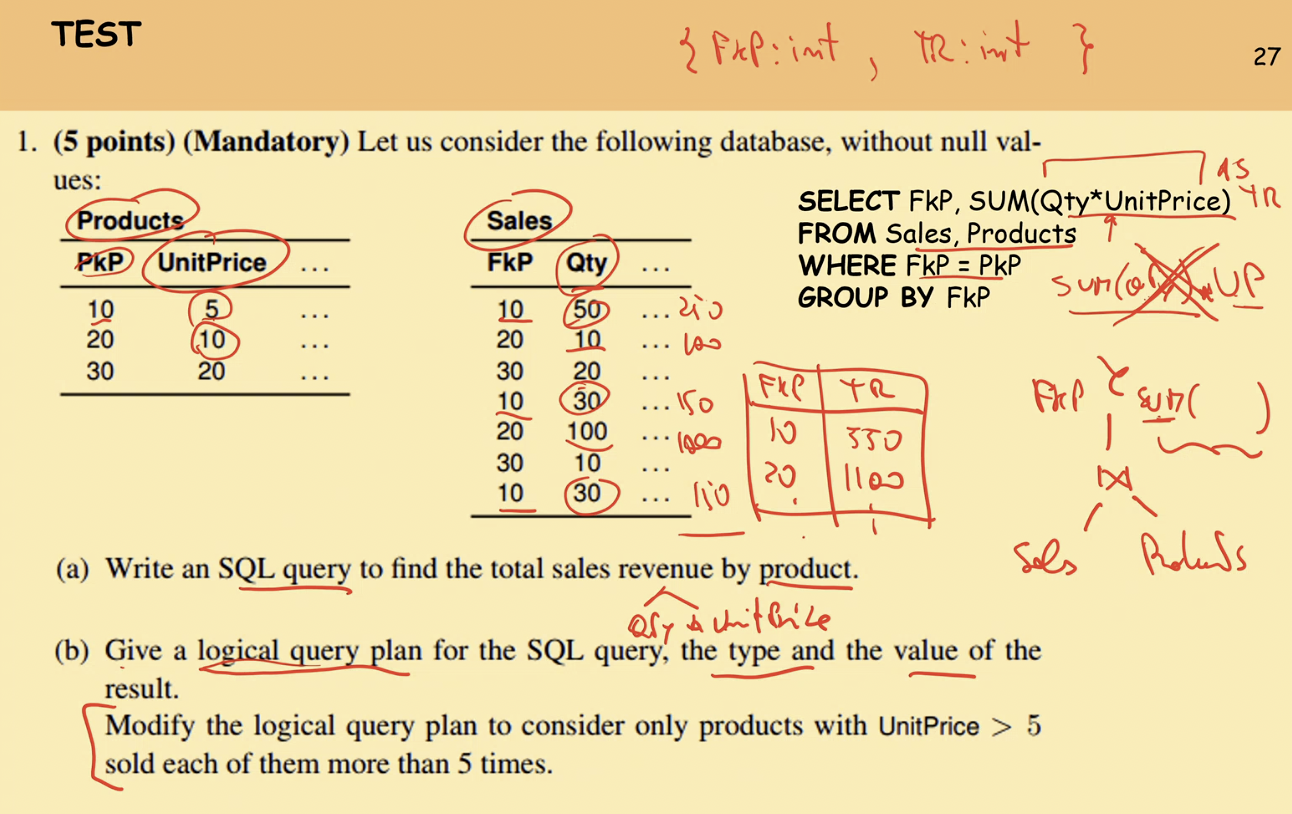 TEST
{ FkP: int , TR: int }
27
1. (5 points) (Mandatory) Let us consider the following database, without null val-
ues:
Products
PkP UnitPrice ...
10 5 ...
20 10 ...
30 20 ...
Sales
FkP Qty ...
10 50 ... 250
20 10 ... 100
30 20 ...
10 30 ... 150
20 100 ... 1000
30 10 ...
10 30 ... 150
AS
SELECT FkP, SUM(Qty*UnitPrice) TR
FROM Sales, Products
WHERE FkP = PkP
GROUP BY FkP
UP
FkP TR
10 550
20 1100
FkP γ SUM( )
⋈
Sales Products
(a) Write an SQL query to find the total sales revenue by product.
Qty * UnitPrice
(b) Give a logical query plan for the SQL query, the type and the value of the
result.
Modify the logical query plan to consider only products with UnitPrice > 5
sold each of them more than 5 times.